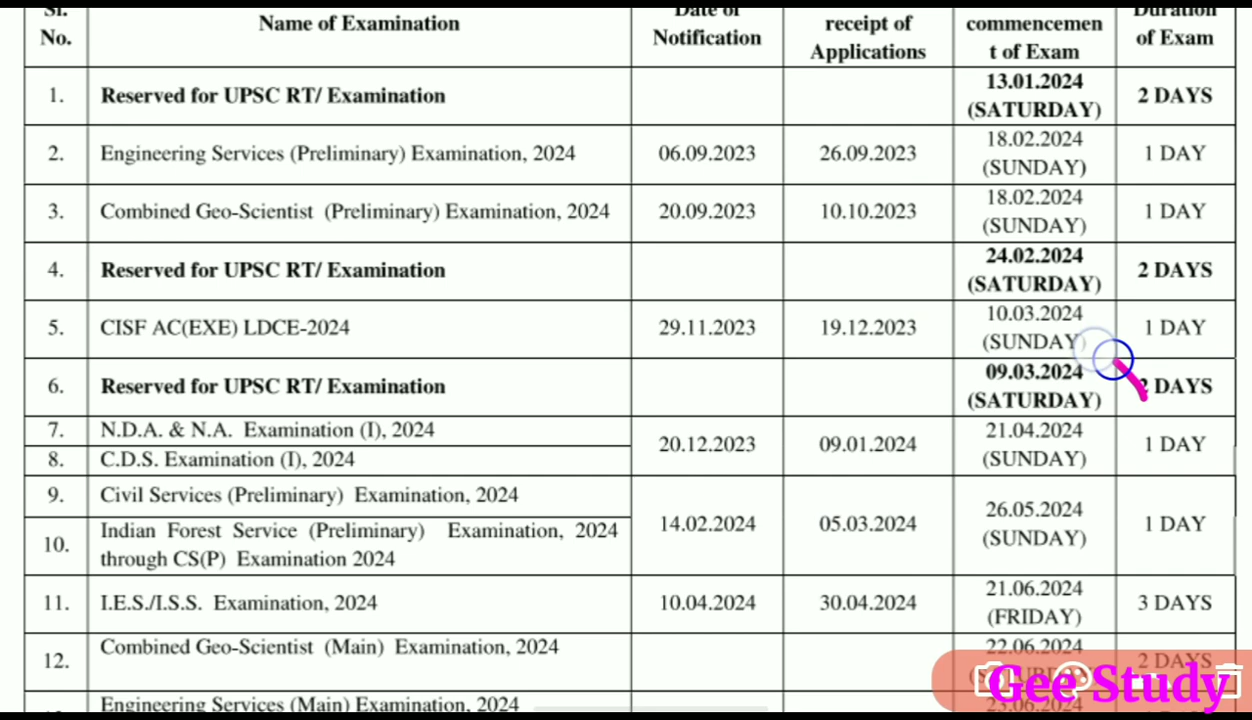 Sl. No.
Name of Examination
Date of Notification
receipt of Applications
commencemen t of Exam
Duration of Exam
1.
Reserved for UPSC RT/ Examination
13.01.2024
(SATURDAY)
2 DAYS
2.
Engineering Services (Preliminary) Examination, 2024
06.09.2023
26.09.2023
18.02.2024
(SUNDAY)
1 DAY
3.
Combined Geo-Scientist (Preliminary) Examination, 2024
20.09.2023
10.10.2023
18.02.2024
(SUNDAY)
1 DAY
4.
Reserved for UPSC RT/ Examination
24.02.2024
(SATURDAY)
2 DAYS
5.
CISF AC(EXE) LDCE-2024
29.11.2023
19.12.2023
10.03.2024
(SUNDAY)
1 DAY
6.
Reserved for UPSC RT/ Examination
09.03.2024
(SATURDAY)
2 DAYS
7.
N.D.A. & N.A. Examination (I), 2024
8.
C.D.S. Examination (I), 2024
20.12.2023
09.01.2024
21.04.2024
(SUNDAY)
1 DAY
9.
Civil Services (Preliminary) Examination, 2024
10.
Indian Forest Service (Preliminary) Examination, 2024
through CS(P) Examination 2024
14.02.2024
05.03.2024
26.05.2024
(SUNDAY)
1 DAY
11.
I.E.S./I.S.S. Examination, 2024
10.04.2024
30.04.2024
21.06.2024
(FRIDAY)
3 DAYS
12.
Combined Geo-Scientist (Main) Examination, 2024
22.06.2024
2 DAYS
Engineering Services (Main) Examination, 2024
23.06.2024
Gee Study